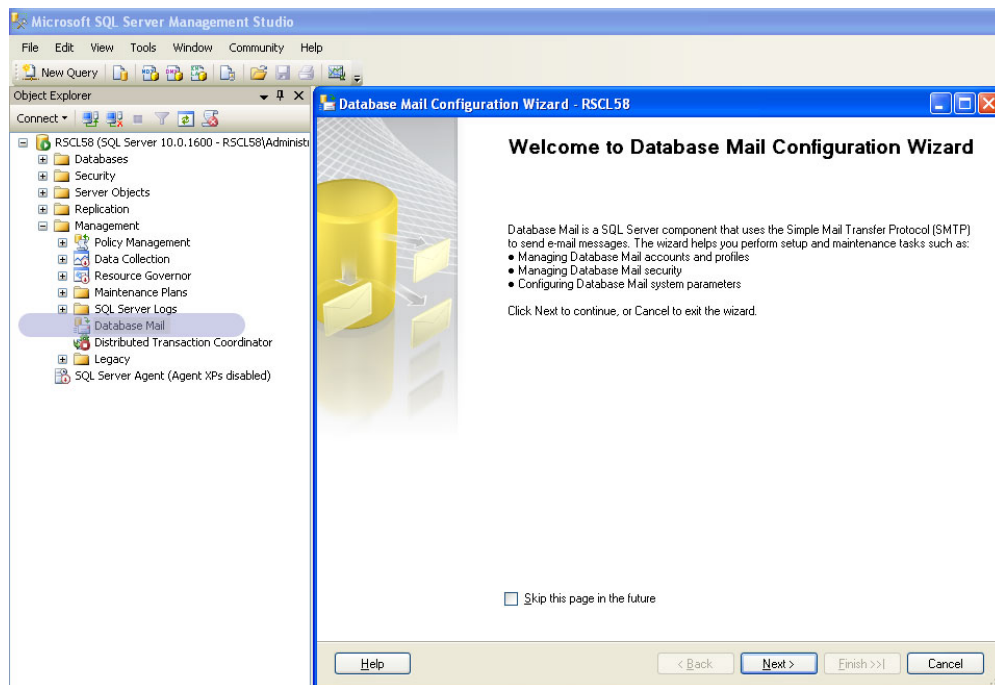 Microsoft SQL Server Management Studio
File Edit View Tools Window Community Help
New Query
Object Explorer
Connect
RSCL58 (SQL Server 10.0.1600 - RSCL58\Administ
Databases
Security
Server Objects
Replication
Management
Policy Management
Data Collection
Resource Governor
Maintenance Plans
SQL Server Logs
Database Mail
Distributed Transaction Coordinator
Legacy
SQL Server Agent (Agent XPs disabled)
Database Mail Configuration Wizard - RSCL58
Welcome to Database Mail Configuration Wizard
Database Mail is a SQL Server component that uses the Simple Mail Transfer Protocol (SMTP)
to send e-mail messages. The wizard helps you perform setup and maintenance tasks such as:
● Managing Database Mail accounts and profiles
● Managing Database Mail security
● Configuring Database Mail system parameters
Click Next to continue, or Cancel to exit the wizard.
Skip this page in the future
Help < Back Next > Finish >>| Cancel